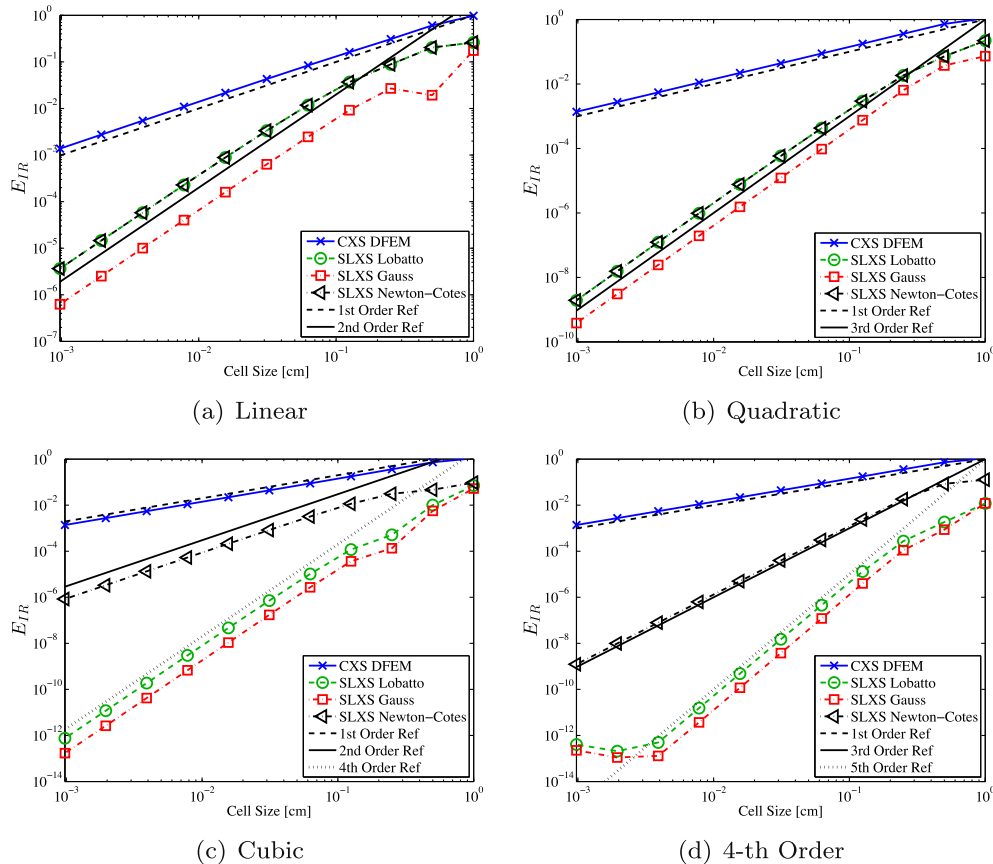 10^0
10^-1
10^-2
10^-3
10^-4
10^-5
10^-6
10^-7
E_IR
CXS DFEM
SLXS Lobatto
SLXS Gauss
SLXS Newton-Cotes
1st Order Ref
2nd Order Ref
10^-3 10^-2 10^-1 10^0
Cell Size [cm]
(a) Linear
10^0
10^-2
10^-4
10^-6
10^-8
10^-10
E_IR
CXS DFEM
SLXS Lobatto
SLXS Gauss
SLXS Newton-Cotes
1st Order Ref
3rd Order Ref
10^-3 10^-2 10^-1 10^0
Cell Size [cm]
(b) Quadratic
10^0
10^-2
10^-4
10^-6
10^-8
10^-10
10^-12
10^-14
E_IR
CXS DFEM
SLXS Lobatto
SLXS Gauss
SLXS Newton-Cotes
1st Order Ref
2nd Order Ref
4th Order Ref
10^-3 10^-2 10^-1 10^0
Cell Size [cm]
(c) Cubic
10^0
10^-2
10^-4
10^-6
10^-8
10^-10
10^-12
10^-14
E_IR
CXS DFEM
SLXS Lobatto
SLXS Gauss
SLXS Newton-Cotes
1st Order Ref
3rd Order Ref
5th Order Ref
10^-3 10^-2 10^-1 10^0
Cell Size [cm]
(d) 4-th Order